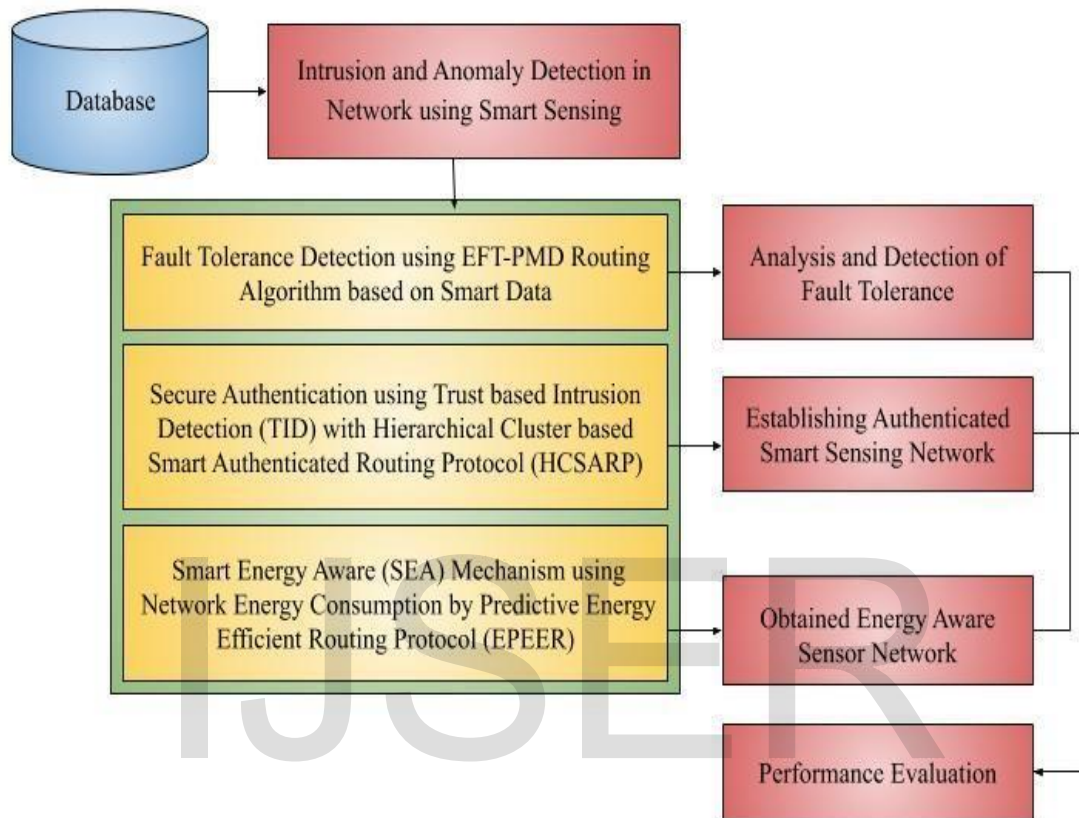 Database
Intrusion and Anomaly Detection in
Network using Smart Sensing
Fault Tolerance Detection using EFT-PMD Routing
Algorithm based on Smart Data
Analysis and Detection of
Fault Tolerance
Secure Authentication using Trust based Intrusion
Detection (TID) with Hierarchical Cluster based
Smart Authenticated Routing Protocol (HCSARP)
Establishing Authenticated
Smart Sensing Network
Smart Energy Aware (SEA) Mechanism using
Network Energy Consumption by Predictive Energy
Efficient Routing Protocol (EPEER)
Obtained Energy Aware
Sensor Network
Performance Evaluation
IJSER